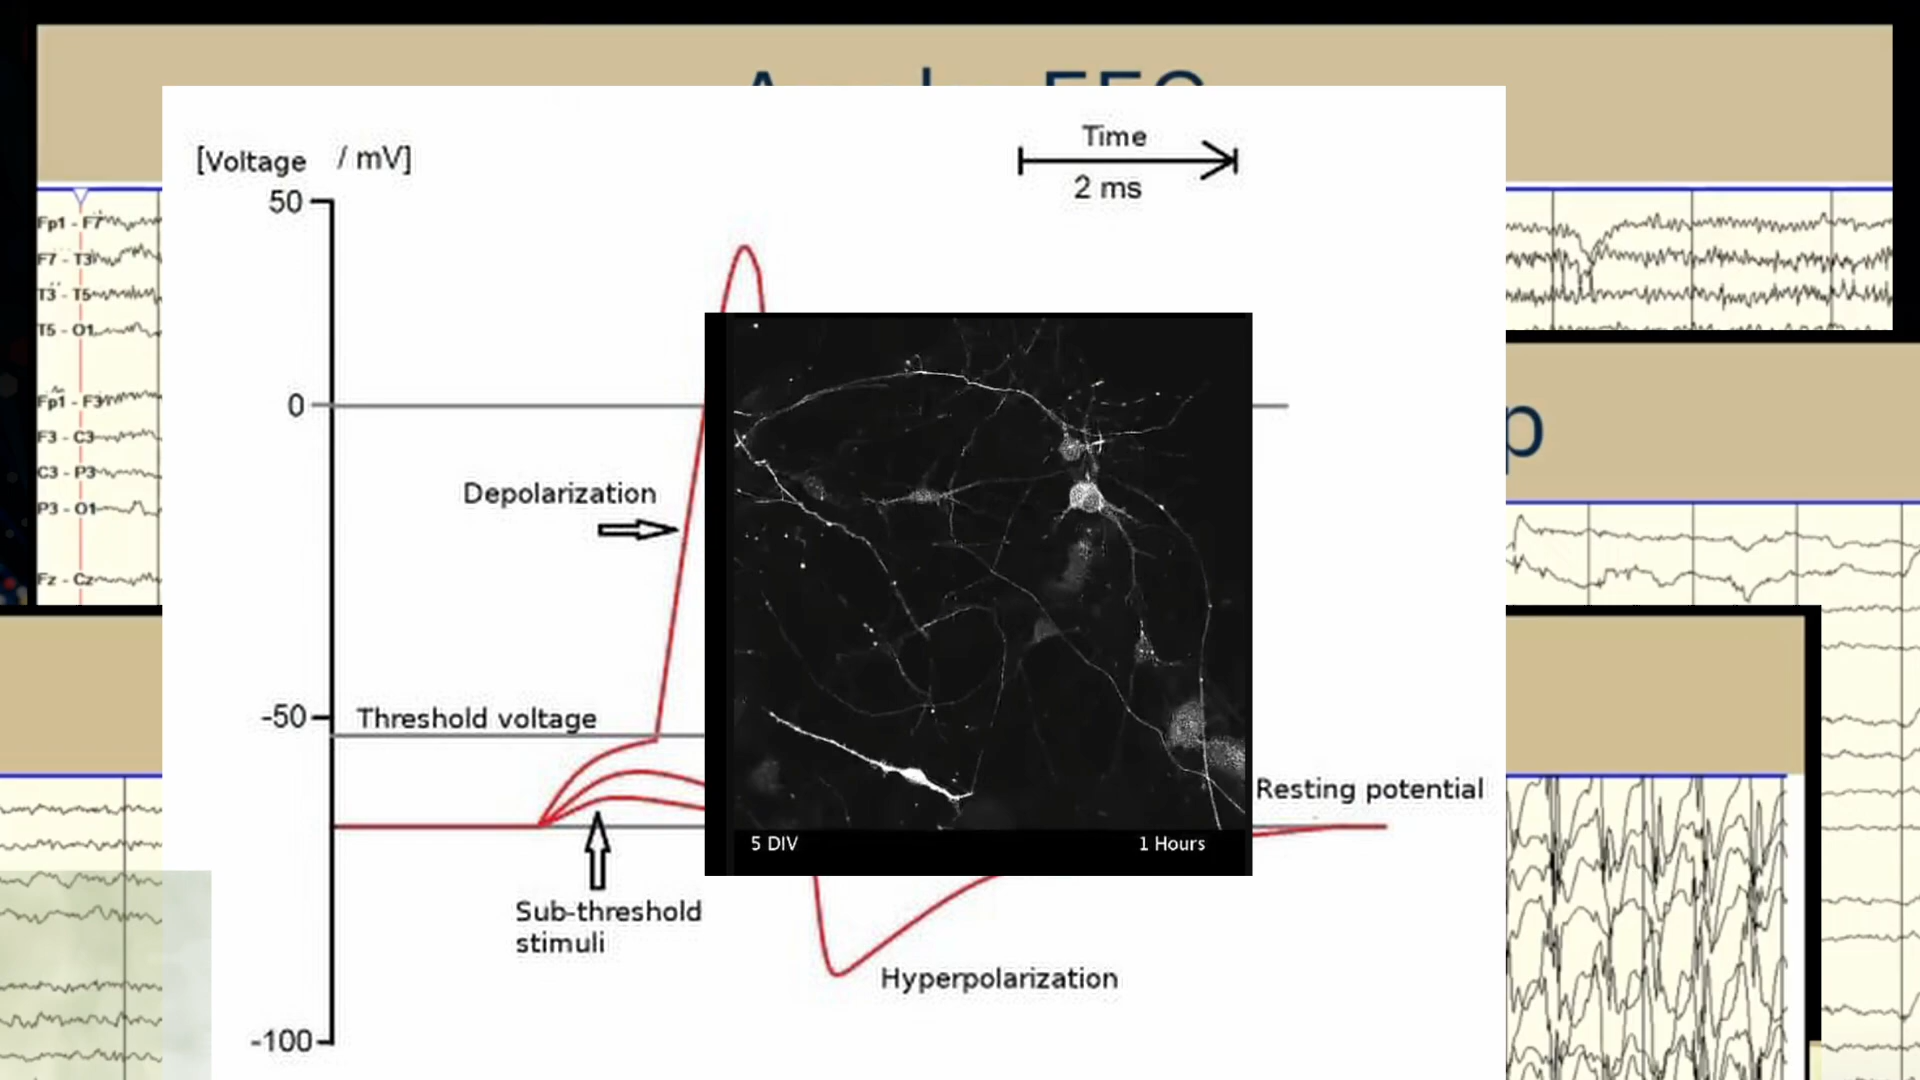 EEG
[Voltage / mV]
Time
2 ms
50
Fp1 - F7
F7 - T3
T3 - T5
T5 - O1
0
Fp1 - F3
F3 - C3
C3 - P3
P3 - O1
Fz - Cz
p
Depolarization
-50
Threshold voltage
Resting potential
5 DIV
1 Hours
Sub-threshold
stimuli
Hyperpolarization
-100